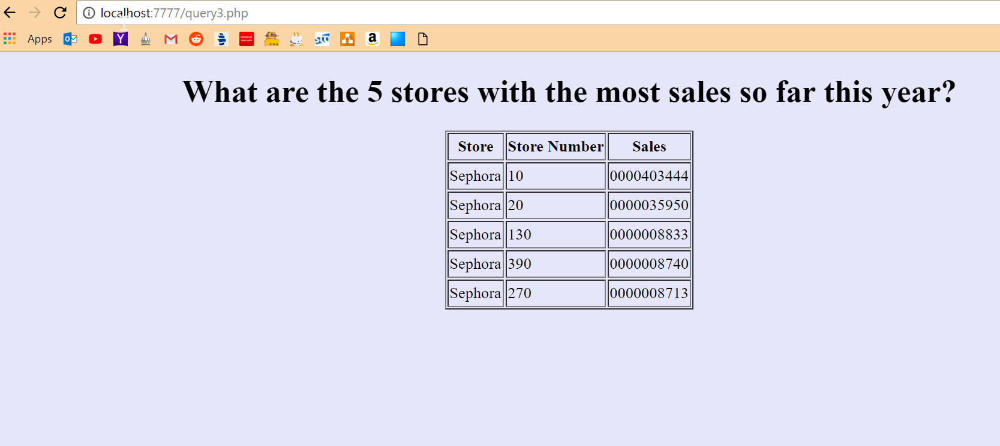 localhost:7777/query3.php
Apps
What are the 5 stores with the most sales so far this year?
Store Store Number Sales
Sephora 10 0000403444
Sephora 20 0000035950
Sephora 130 0000008833
Sephora 390 0000008740
Sephora 270 0000008713